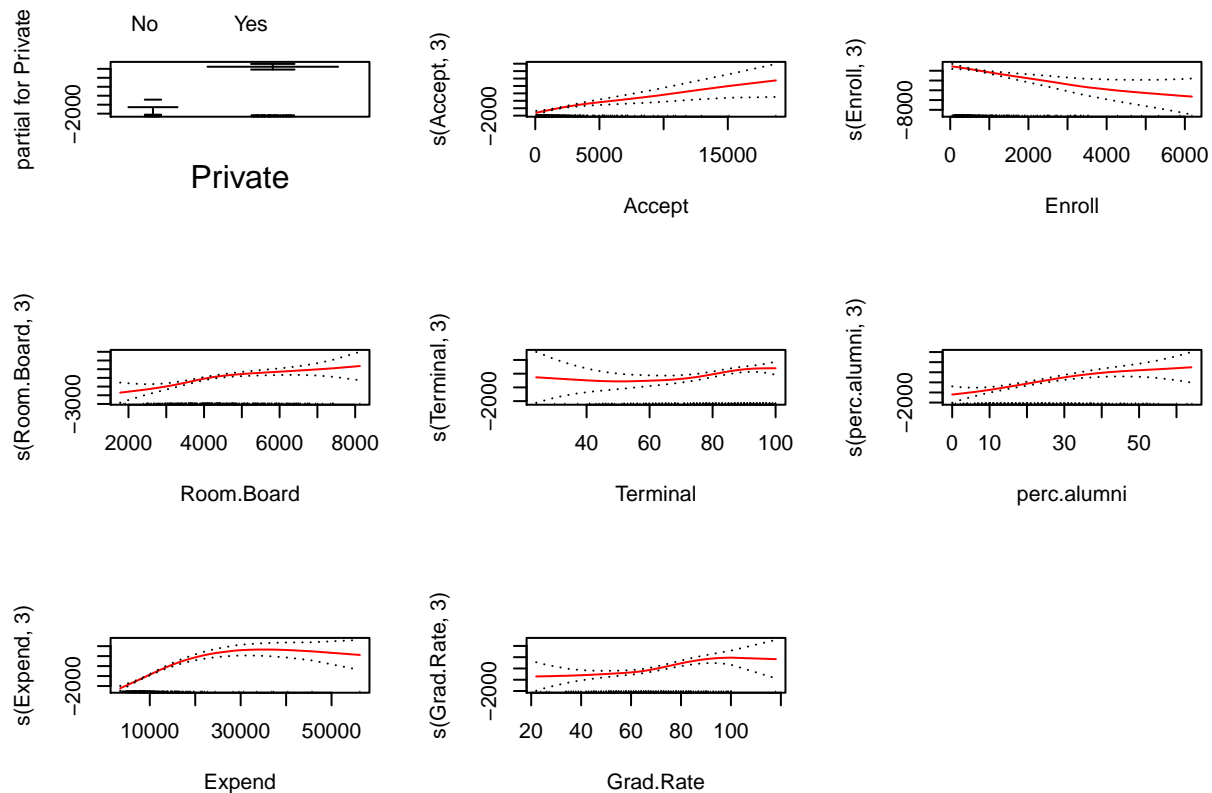 No Yes
partial for Private
−2000
Private
s(Accept, 3)
−2000
0 5000 15000
Accept
s(Enroll, 3)
−8000
0 2000 4000 6000
Enroll
s(Room.Board, 3)
−3000
2000 4000 6000 8000
Room.Board
s(Terminal, 3)
−2000
40 60 80 100
Terminal
s(perc.alumni, 3)
−2000
0 10 30 50
perc.alumni
s(Expend, 3)
−2000
10000 30000 50000
Expend
s(Grad.Rate, 3)
−2000
20 40 60 80 100
Grad.Rate